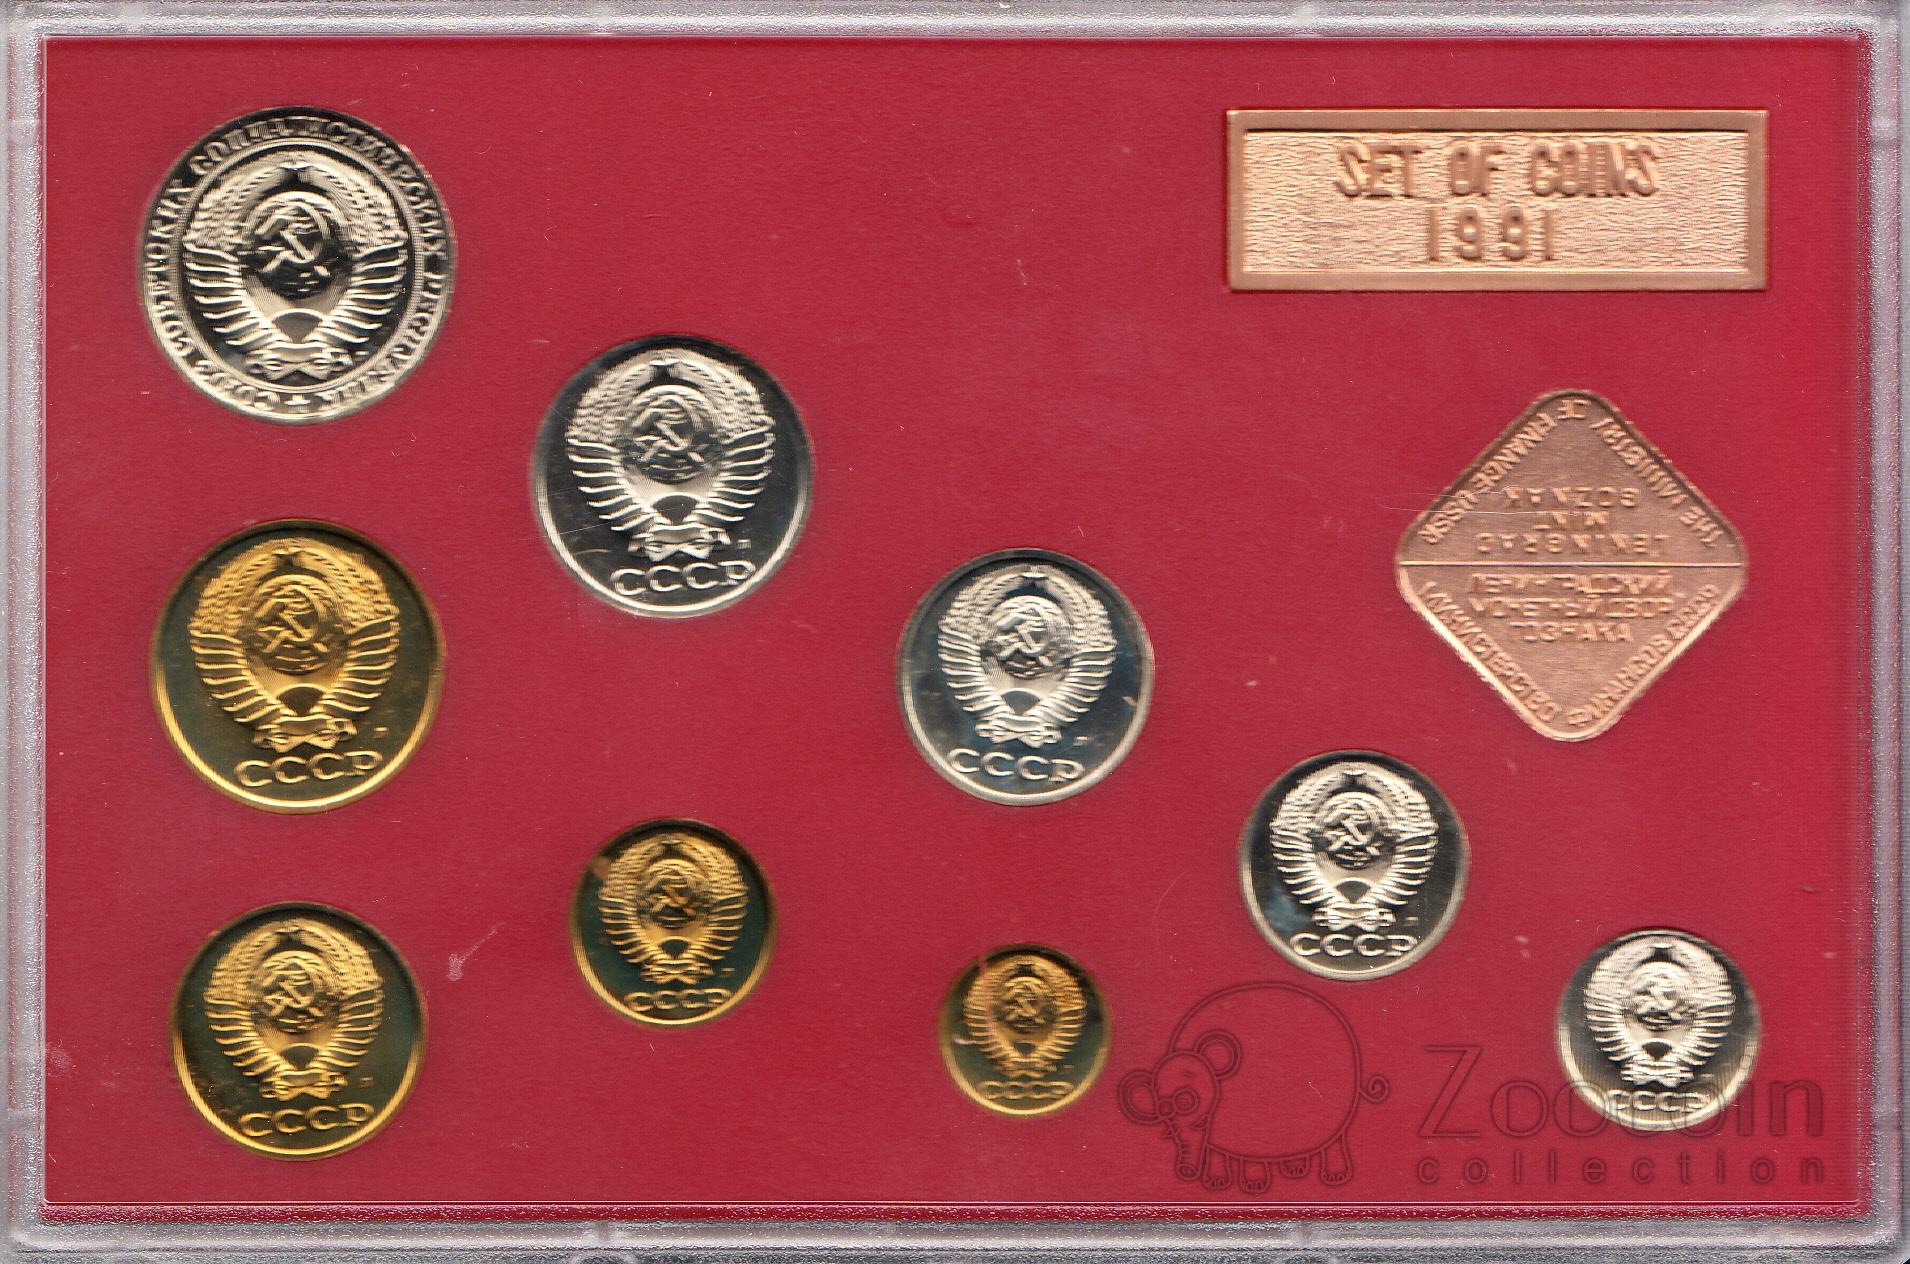 СОЮЗ СОВЕТСКИХ СОЦИАЛИСТИЧЕСКИХ РЕСПУБЛИК
SET OF COINS
1991
СССР
СССР
THE MINISTRY OF FINANCE USSR
GOZNAK
MINT
LENINGRAD
ЛЕНИНГРАДСКИЙ
МОНЕТНЫЙ ДВОР
ГОЗНАКА
МИНИСТЕРСТВО ФИНАНСОВ СССР
СССР
СССР
СССР
СССР
СССР
СССР
Zoocoin
collection